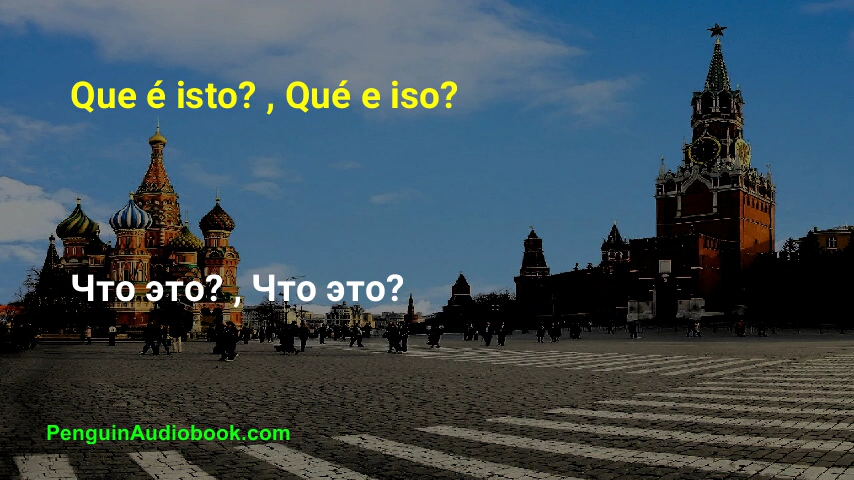 Que é isto? , Qué e iso?
Что это? , Что это?
PenguinAudiobook.com